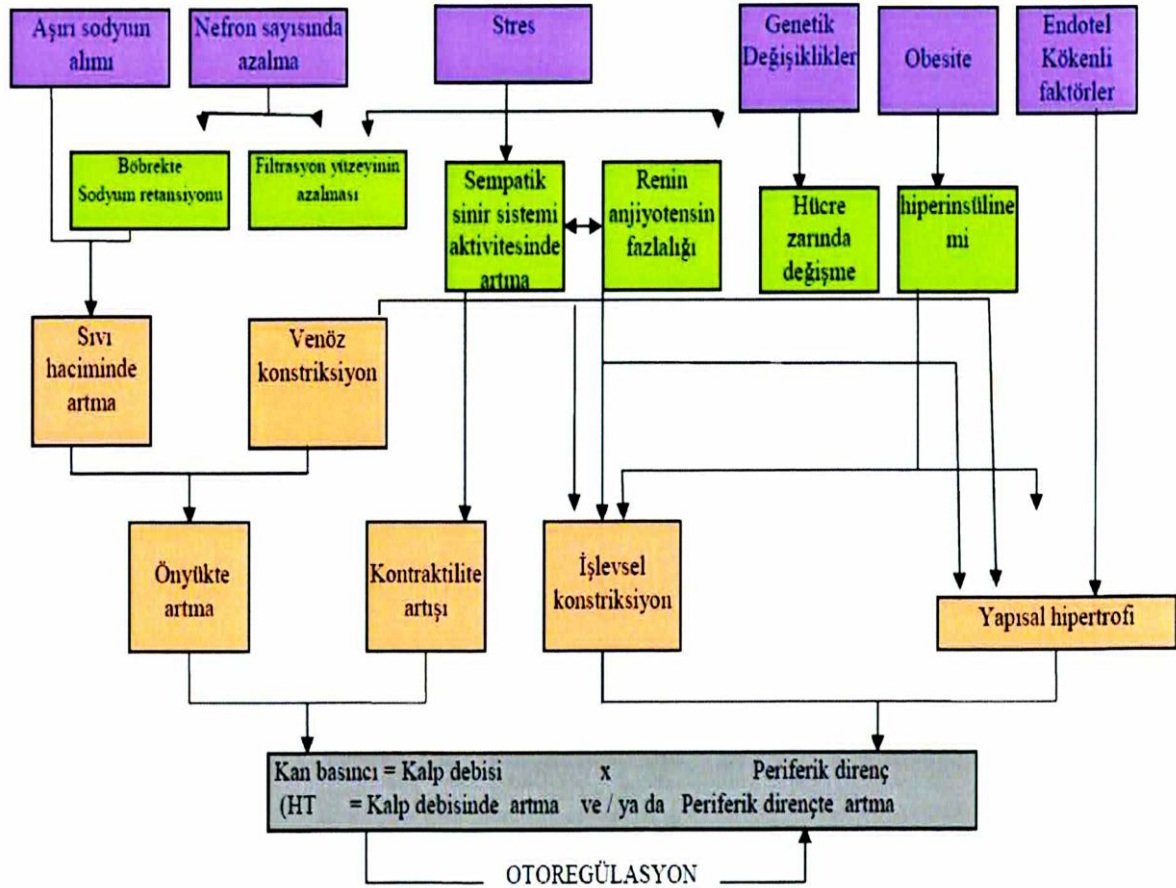 Aşırı sodyum
alımı
Nefron sayısında
azalma
Stres
Genetik
Değişiklikler
Obesite
Endotel
Kökenli
faktörler
Böbrekte
Sodyum retansiyonu
Filtrasyon yüzeyinin
azalması
Sempatik
sinir sistemi
aktivitesinde
artma
Renin
anjiyotensin
fazlalığı
Hücre
zarında
değişme
hiperinsüline
mi
Sıvı
haciminde
artma
Venöz
konstriksiyon
Önyükte
artma
Kontraktilite
artışı
İşlevsel
konstriksiyon
Yapısal hipertrofi
Kan basıncı = Kalp debisi x Periferik direnç
(HT = Kalp debisinde artma ve / ya da Periferik dirençte artma
OTOREGÜLASYON